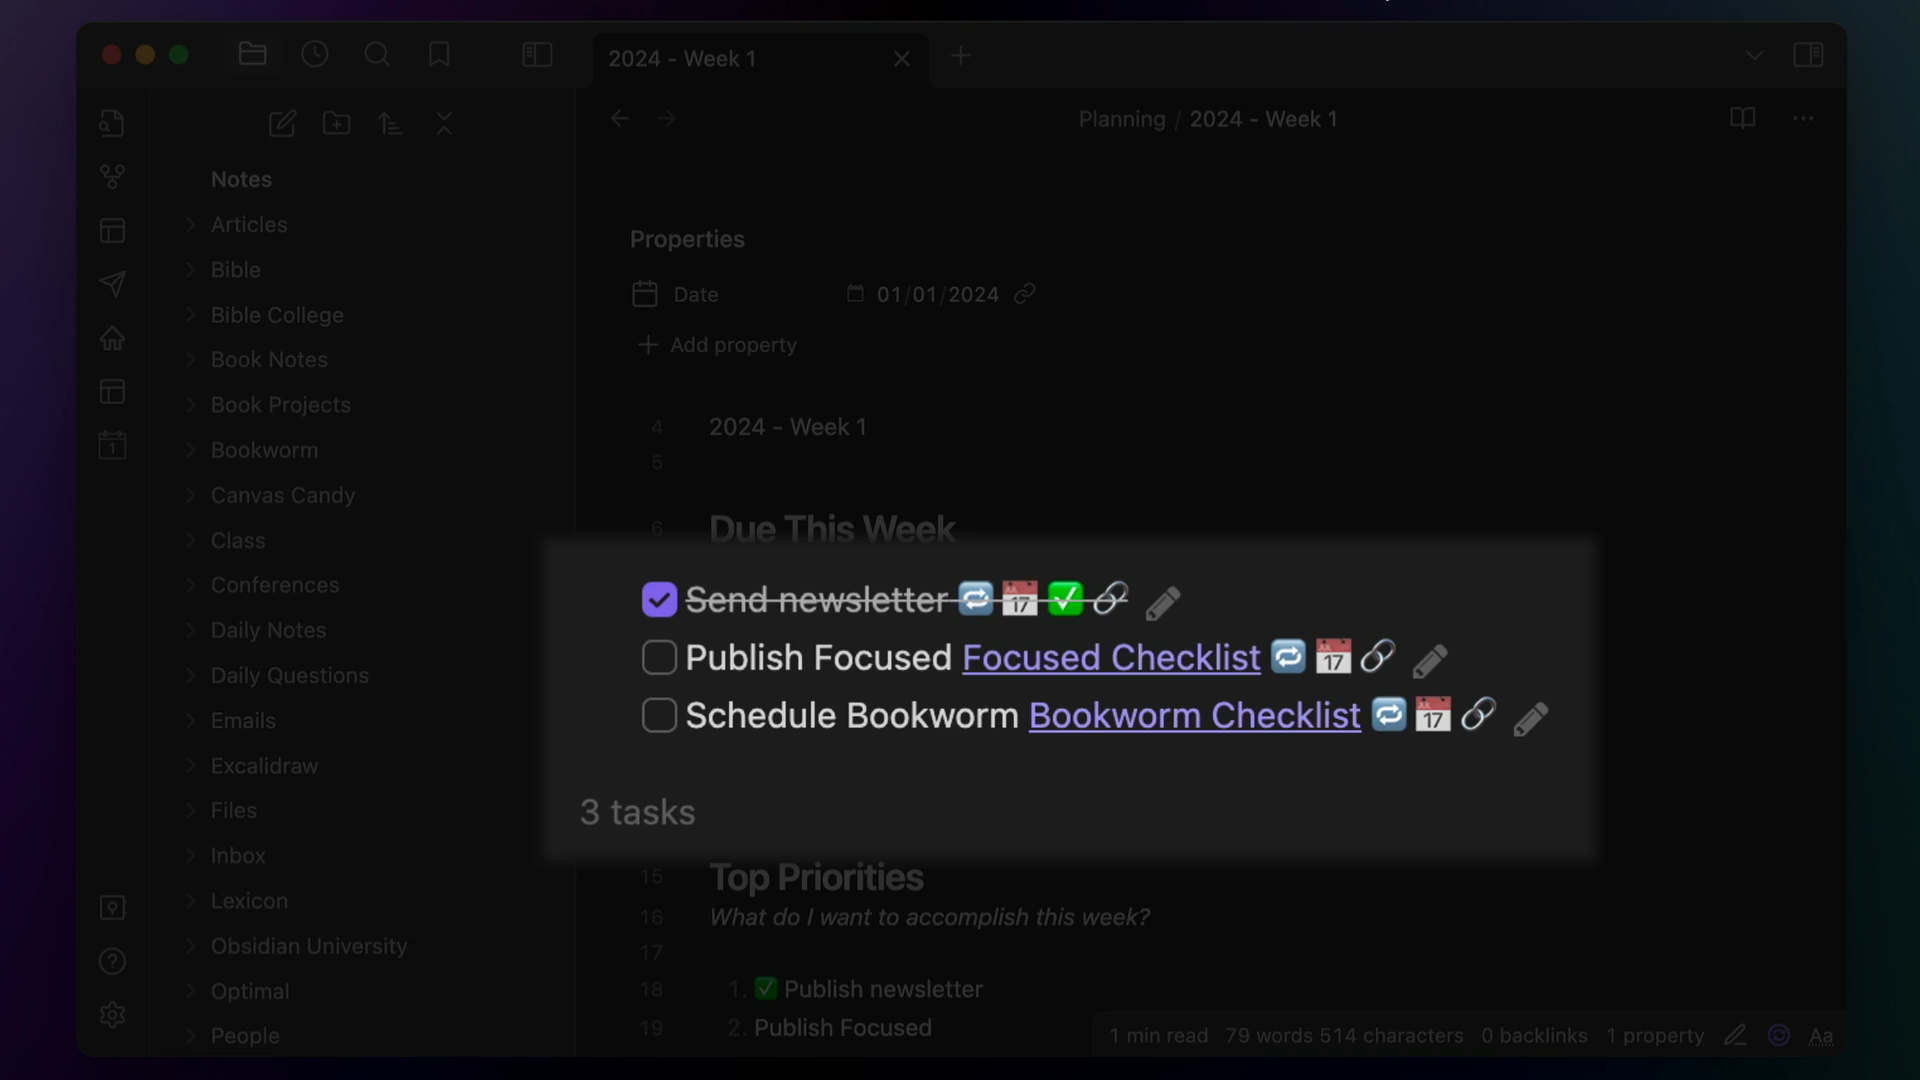 2024 - Week 1
Planning / 2024 - Week 1
Notes
Articles
Bible
Bible College
Book Notes
Book Projects
Bookworm
Canvas Candy
Class
Conferences
Daily Notes
Daily Questions
Emails
Excalidraw
Files
Inbox
Lexicon
Obsidian University
Optimal
People
Properties
Date 01/01/2024
Add property
4 2024 - Week 1
5
6 Due This Week
Send newsletter 🔁 📅 ✅ 🔗
Publish Focused Focused Checklist 🔁 📅 🔗
Schedule Bookworm Bookworm Checklist 🔁 📅 🔗
3 tasks
15 Top Priorities
16 What do I want to accomplish this week?
17
18 1. ✅ Publish newsletter
19 2. Publish Focused
1 min read 79 words 514 characters 0 backlinks 1 property Aa